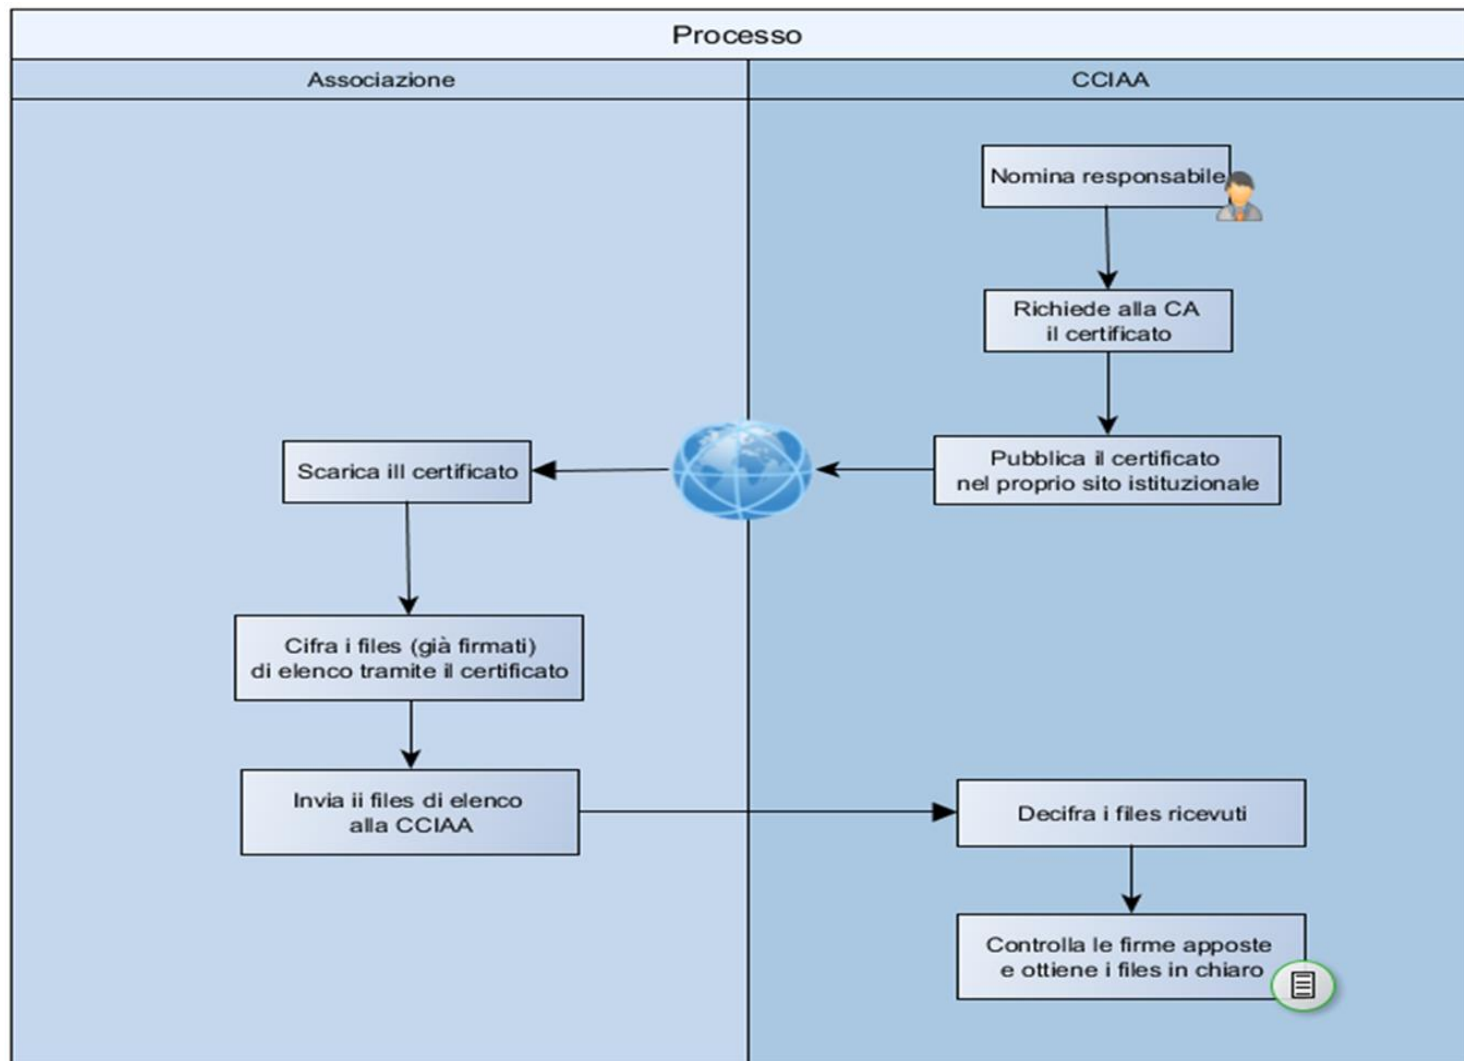 Processo
Associazione
CCIAA
Nomina responsabile
Richiede alla CA
il certificato
Pubblica il certificato
nel proprio sito istituzionale
Scarica ill certificato
Cifra i files (già firmati)
di elenco tramite il certificato
Invia ii files di elenco
alla CCIAA
Decifra i files ricevuti
Controlla le firme apposte
e ottiene i files in chiaro